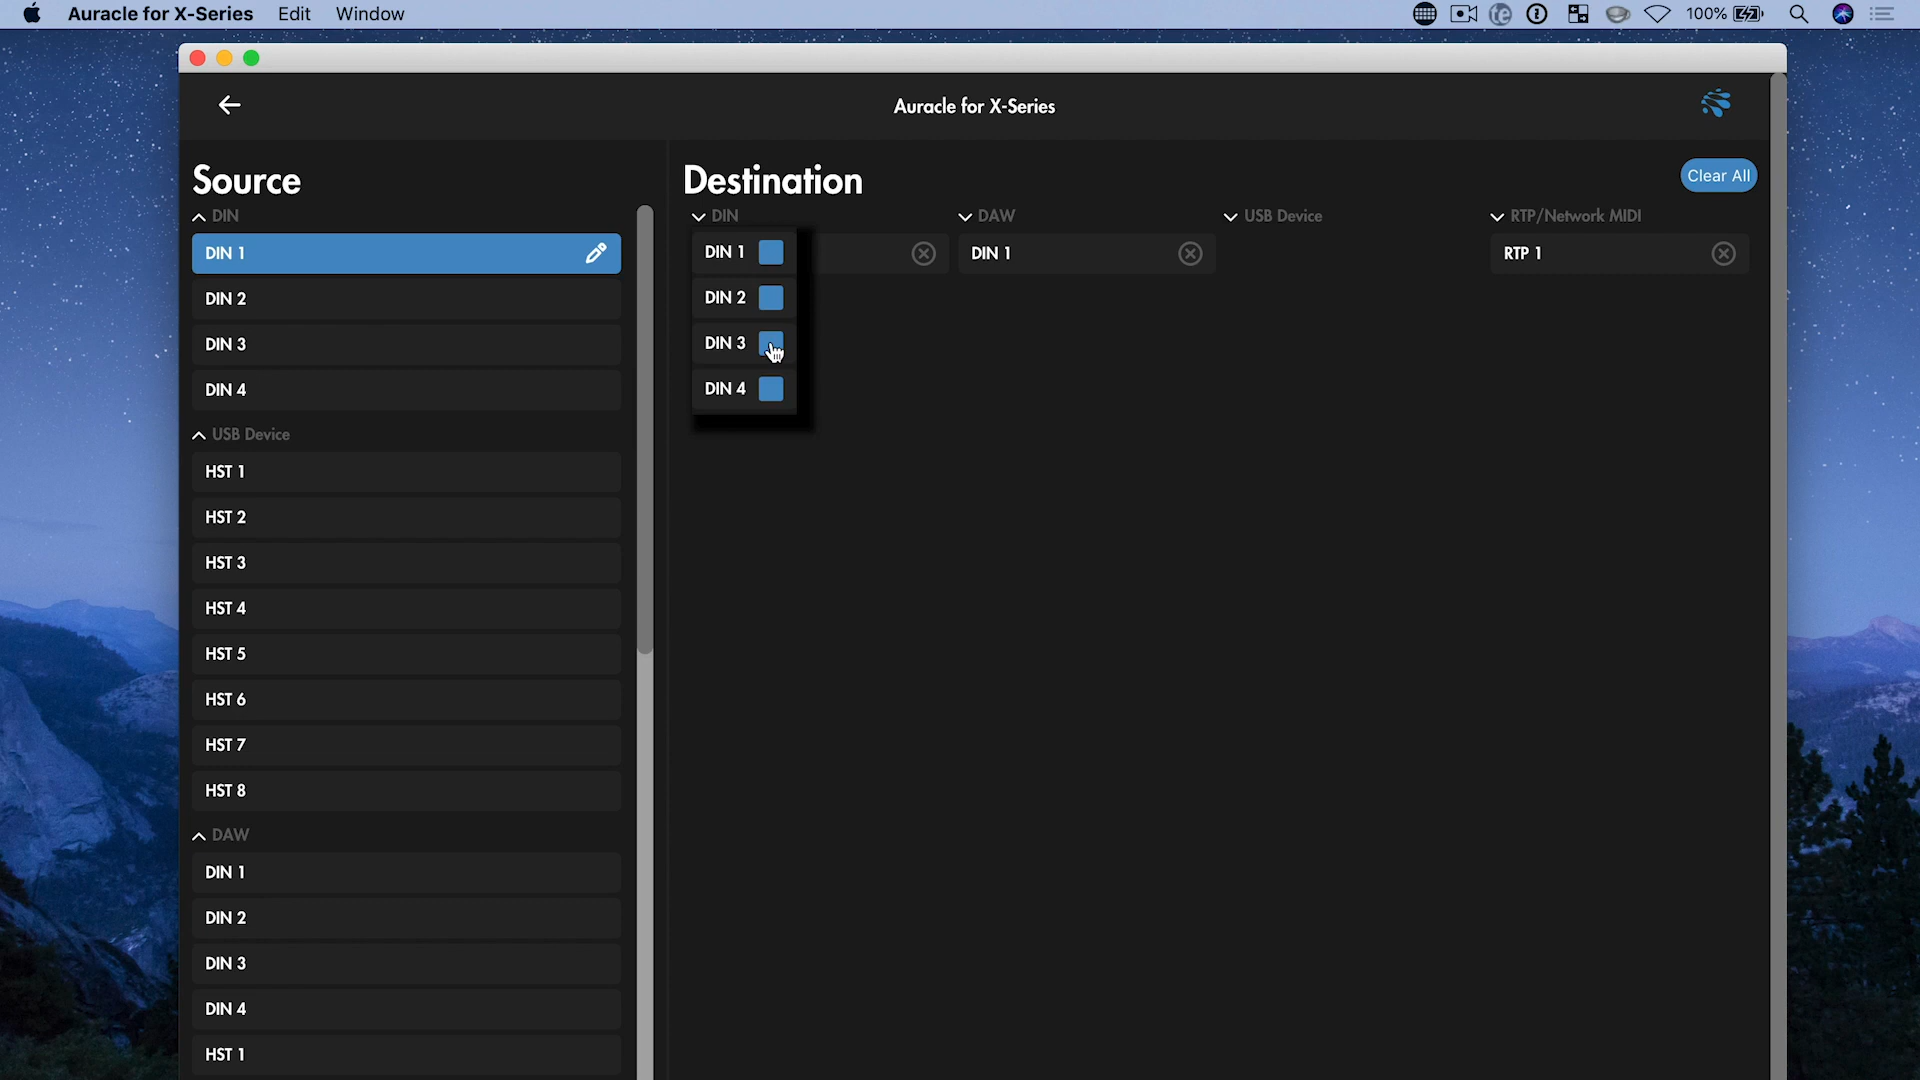 Auracle for X-Series Edit Window
100%
Auracle for X-Series
Source
DIN
DIN 1
DIN 2
DIN 3
DIN 4
USB Device
HST 1
HST 2
HST 3
HST 4
HST 5
HST 6
HST 7
HST 8
DAW
DIN 1
DIN 2
DIN 3
DIN 4
HST 1
Destination
Clear All
DIN
DAW
USB Device
RTP/Network MIDI
DIN 1
DIN 2
DIN 3
DIN 4
DIN 1
RTP 1